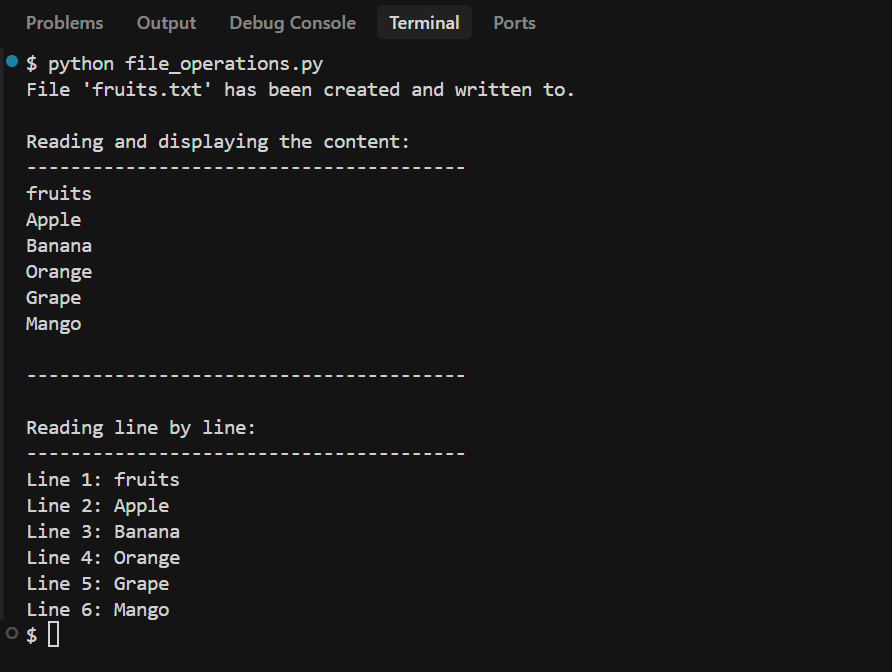 Problems Output Debug Console Terminal Ports
$ python file_operations.py
File 'fruits.txt' has been created and written to.
Reading and displaying the content:
----------------------------------------
fruits
Apple
Banana
Orange
Grape
Mango
----------------------------------------
Reading line by line:
----------------------------------------
Line 1: fruits
Line 2: Apple
Line 3: Banana
Line 4: Orange
Line 5: Grape
Line 6: Mango
$